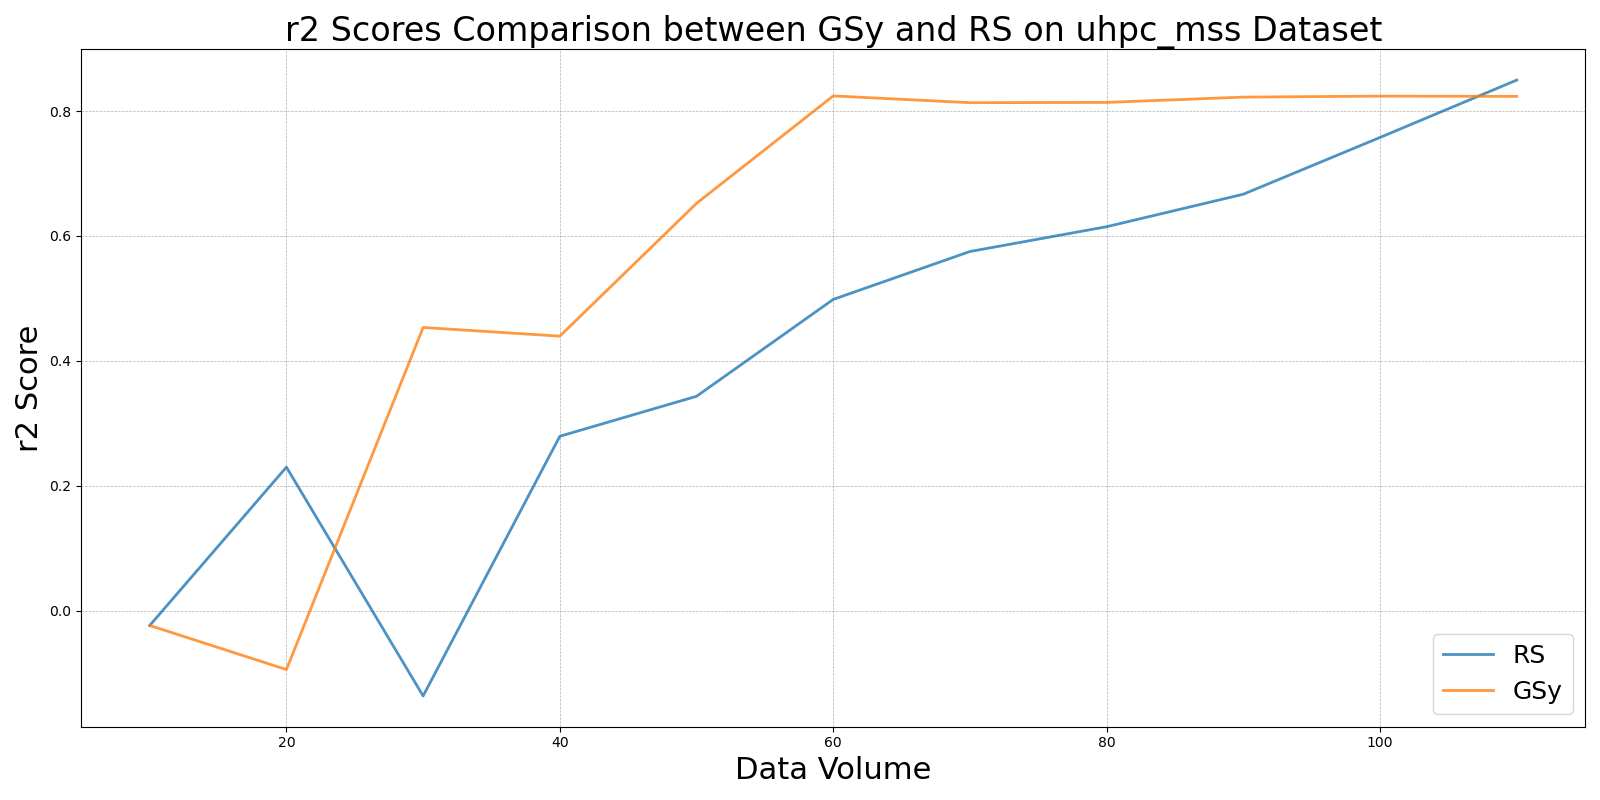 r2 Scores Comparison between GSy and RS on uhpc_mss Dataset
r2 Score
0.8
0.6
0.4
0.2
0.0
20
40
60
80
100
Data Volume
RS
GSy